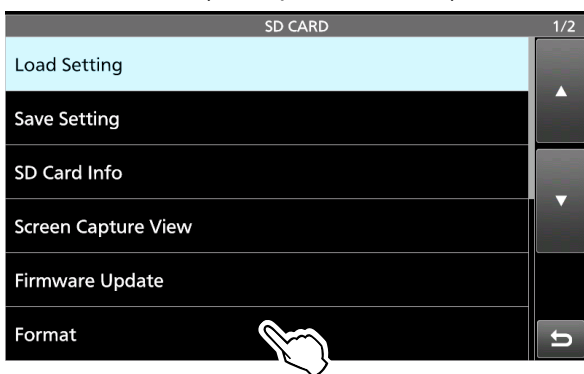 SD CARD 1/2
Load Setting
Save Setting
SD Card Info
Screen Capture View
Firmware Update
Format